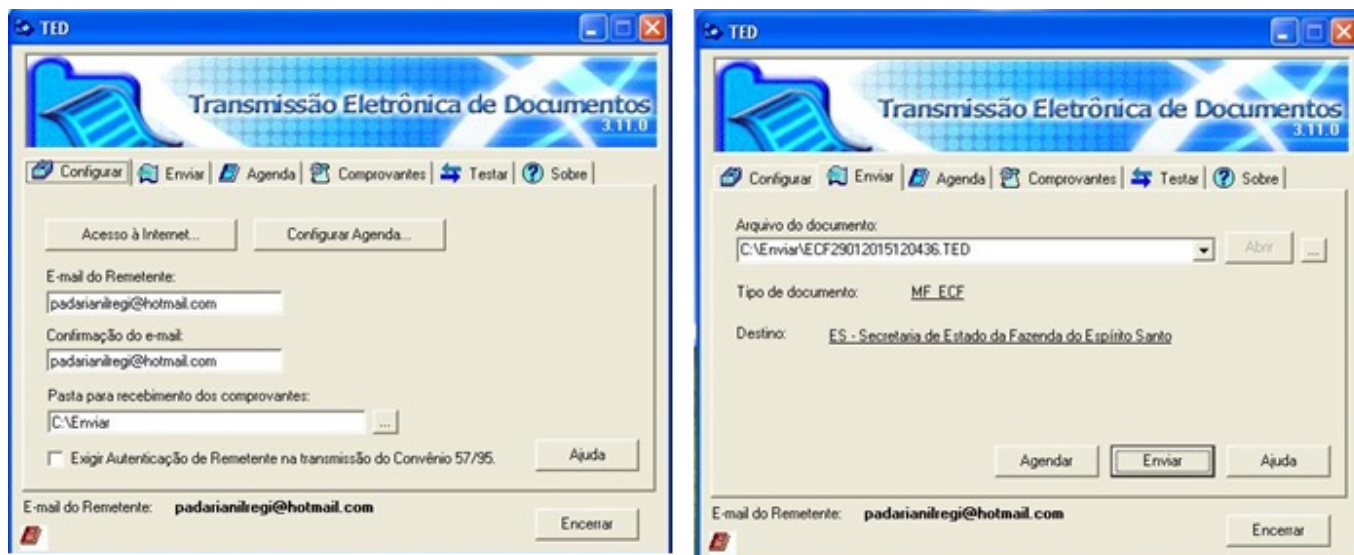 TED
Transmissão Eletrônica de Documentos
3.11.0
Configurar Enviar Agenda Comprovantes Testar Sobre
Acesso à Internet... Configurar Agenda...
E-mail do Remetente:
padarianilregi@hotmail.com
Confirmação do e-mail:
padarianilregi@hotmail.com
Pasta para recebimento dos comprovantes:
C:\Enviar ...
Exigir Autenticação de Remetente na transmissão do Convênio 57/95.
Ajuda
E-mail do Remetente: padarianilregi@hotmail.com
Encerrar
TED
Transmissão Eletrônica de Documentos
3.11.0
Configurar Enviar Agenda Comprovantes Testar Sobre
Arquivo do documento:
C:\Enviar\ECF29012015120436.TED Abrir ...
Tipo de documento: MF_ECF
Destino: ES - Secretaria de Estado da Fazenda do Espírito Santo
Agendar Enviar Ajuda
E-mail do Remetente: padarianilregi@hotmail.com
Encerrar